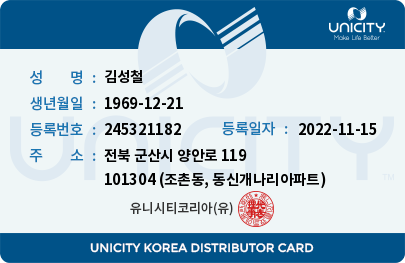 UNICITY
Make Life Better
성 명 : 김성철
생년월일 : 1969-12-21
등록번호 : 245321182 등록일자 : 2022-11-15
주 소 : 전북 군산시 양안로 119
101304 (조촌동, 동신개나리아파트)
유니시티코리아(유)
UNICITY
UNICITY KOREA DISTRIBUTOR CARD